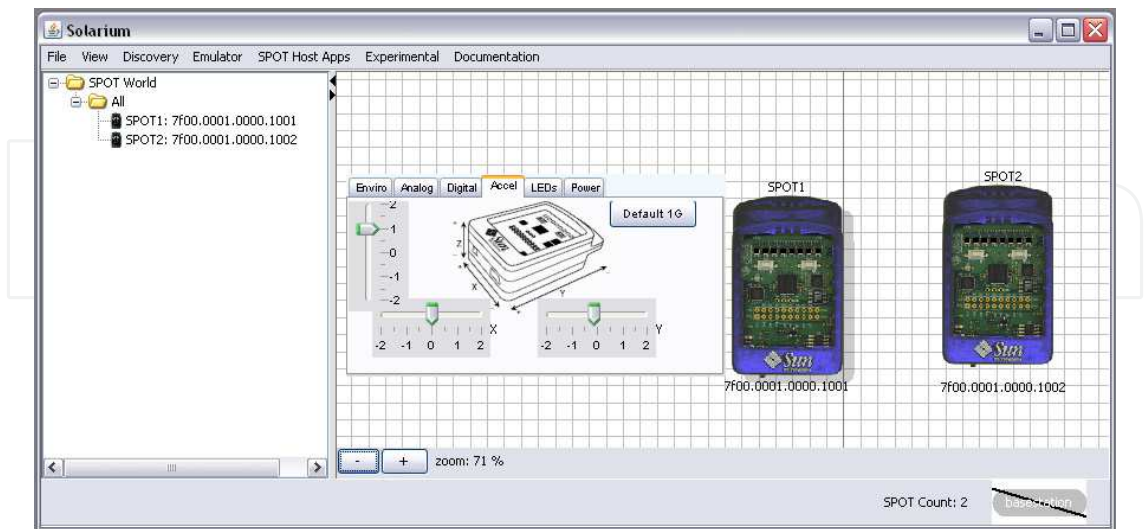 Solarium
File View Discovery Emulator SPOT Host Apps Experimental Documentation
SPOT World
All
SPOT1: 7f00.0001.0000.1001
SPOT2: 7f00.0001.0000.1002
Enviro Analog Digital Accel LEDs Power
Default 1G
2
1
0
-1
-2
Sun
Z
X
Y
X
-2 -1 0 1 2
Y
-2 -1 0 1 2
SPOT1
Sun
7f00.0001.0000.1001
SPOT2
Sun
7f00.0001.0000.1002
- + zoom: 71 %
SPOT Count: 2
basestation